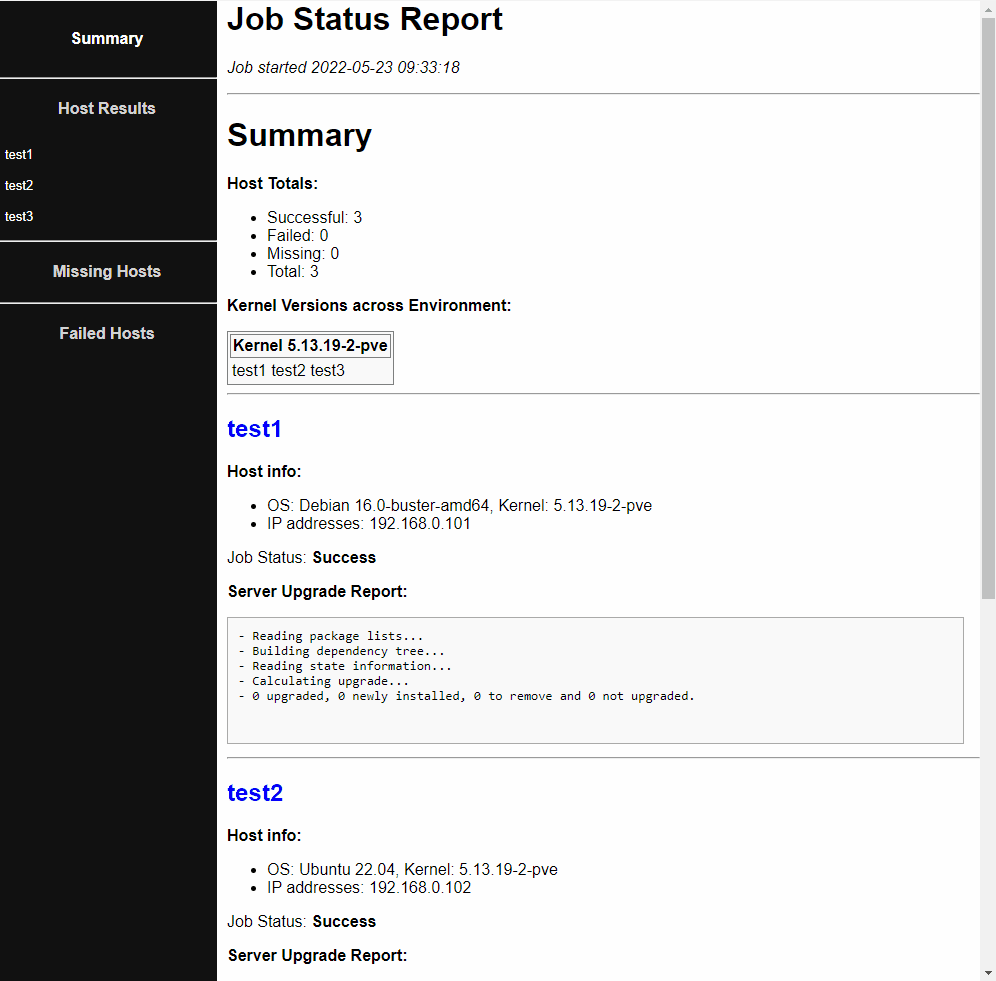 Summary
Host Results
test1
test2
test3
Missing Hosts
Failed Hosts
Job Status Report
Job started 2022-05-23 09:33:18
Summary
Host Totals:
Successful: 3
Failed: 0
Missing: 0
Total: 3
Kernel Versions across Environment:
Kernel 5.13.19-2-pve
test1 test2 test3
test1
Host info:
OS: Debian 16.0-buster-amd64, Kernel: 5.13.19-2-pve
IP addresses: 192.168.0.101
Job Status: Success
Server Upgrade Report:
- Reading package lists...
- Building dependency tree...
- Reading state information...
- Calculating upgrade...
- 0 upgraded, 0 newly installed, 0 to remove and 0 not upgraded.
test2
Host info:
OS: Ubuntu 22.04, Kernel: 5.13.19-2-pve
IP addresses: 192.168.0.102
Job Status: Success
Server Upgrade Report: